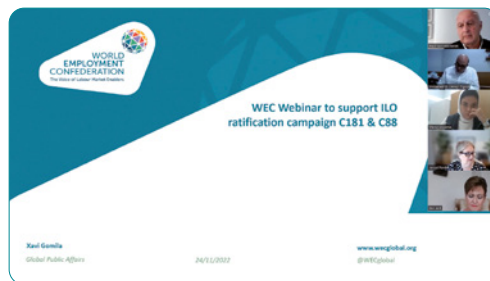 WORLD
EMPLOYMENT
CONFEDERATION
The Voice of Labour Market Enablers
WEC Webinar to support ILO
ratification campaign C181 & C88
Xavi Gomila
Global Public Affairs
24/11/2022
www.wecglobal.org
@WECglobal